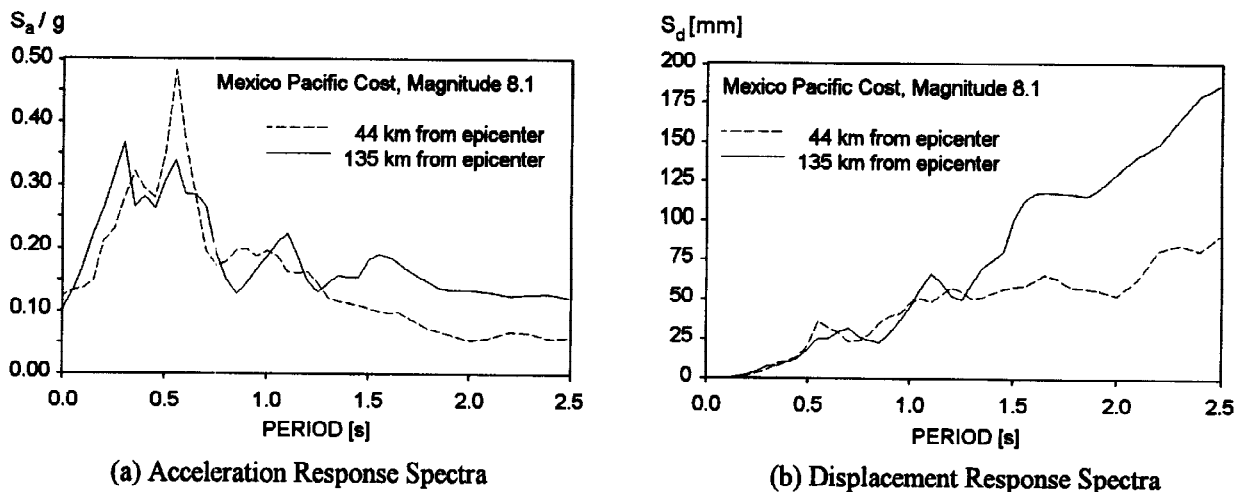 S_a / g
0.50
0.40
0.30
0.20
0.10
0.00
0.0 0.5 1.0 1.5 2.0 2.5
PERIOD [s]
Mexico Pacific Cost, Magnitude 8.1
44 km from epicenter
135 km from epicenter
(a) Acceleration Response Spectra
S_d [mm]
200
175
150
125
100
75
50
25
0
0.0 0.5 1.0 1.5 2.0 2.5
PERIOD [s]
Mexico Pacific Cost, Magnitude 8.1
44 km from epicenter
135 km from epicenter
(b) Displacement Response Spectra